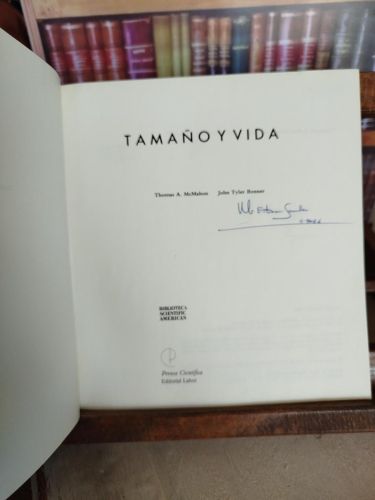 TAMAÑO Y VIDA
Thomas A. McMahon John Tyler Bonner
BIBLIOTECA
SCIENTIFIC
AMERICAN
Prensa Científica
Editorial Labor